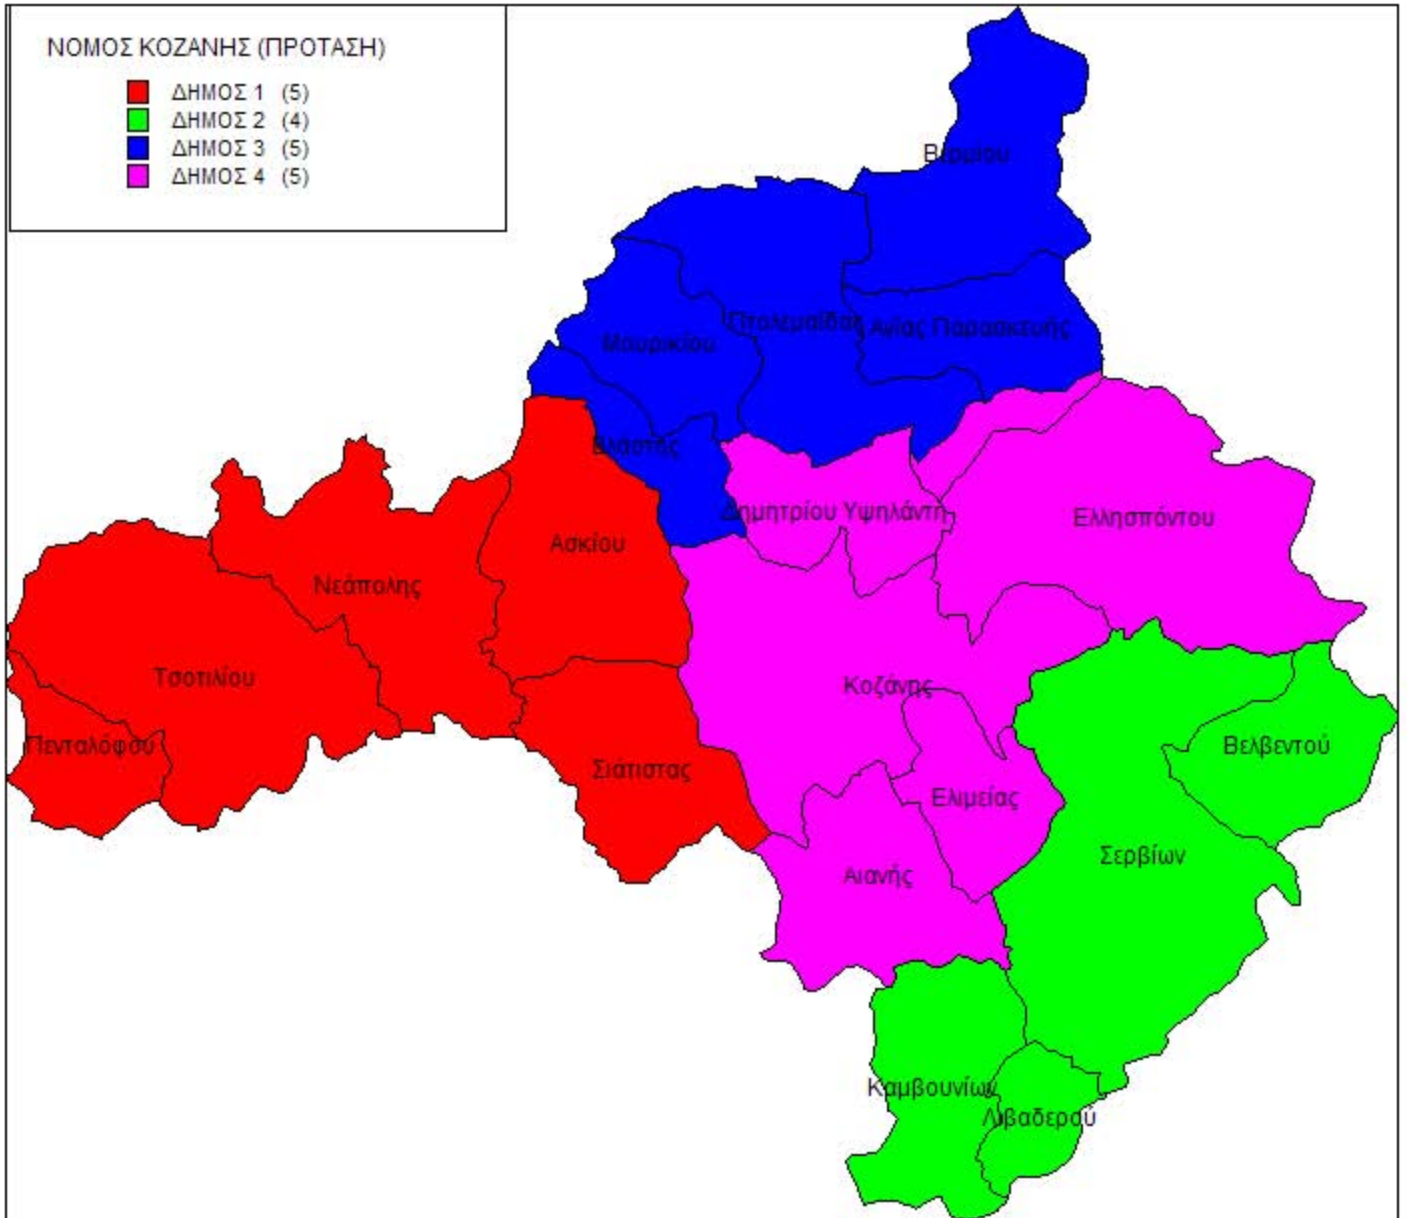 ΝΟΜΟΣ ΚΟΖΑΝΗΣ (ΠΡΟΤΑΣΗ)
ΔΗΜΟΣ 1 (5)
ΔΗΜΟΣ 2 (4)
ΔΗΜΟΣ 3 (5)
ΔΗΜΟΣ 4 (5)
Βερμίου
Πτολεμαΐδας
Αγίας Παρασκευής
Μουρικίου
Βλάστης
Δημητρίου Υψηλάντη
Ελλησπόντου
Ασκίου
Νεάπολης
Τσοτιλίου
Κοζάνης
Πενταλόφου
Βελβεντού
Σιάτιστας
Ελιμείας
Σερβίων
Αιανής
Καμβουνίων
Λιβαδερού